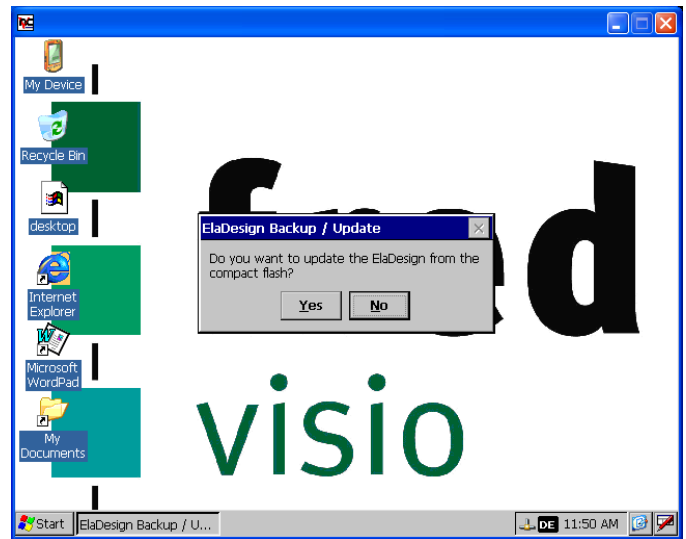 My Device
Recycle Bin
desktop
Internet
Explorer
Microsoft
WordPad
My
Documents
ElaDesign Backup / Update
Do you want to update the ElaDesign from the
compact flash?
Yes
No
visio
Start
ElaDesign Backup / U...
DE
11:50 AM